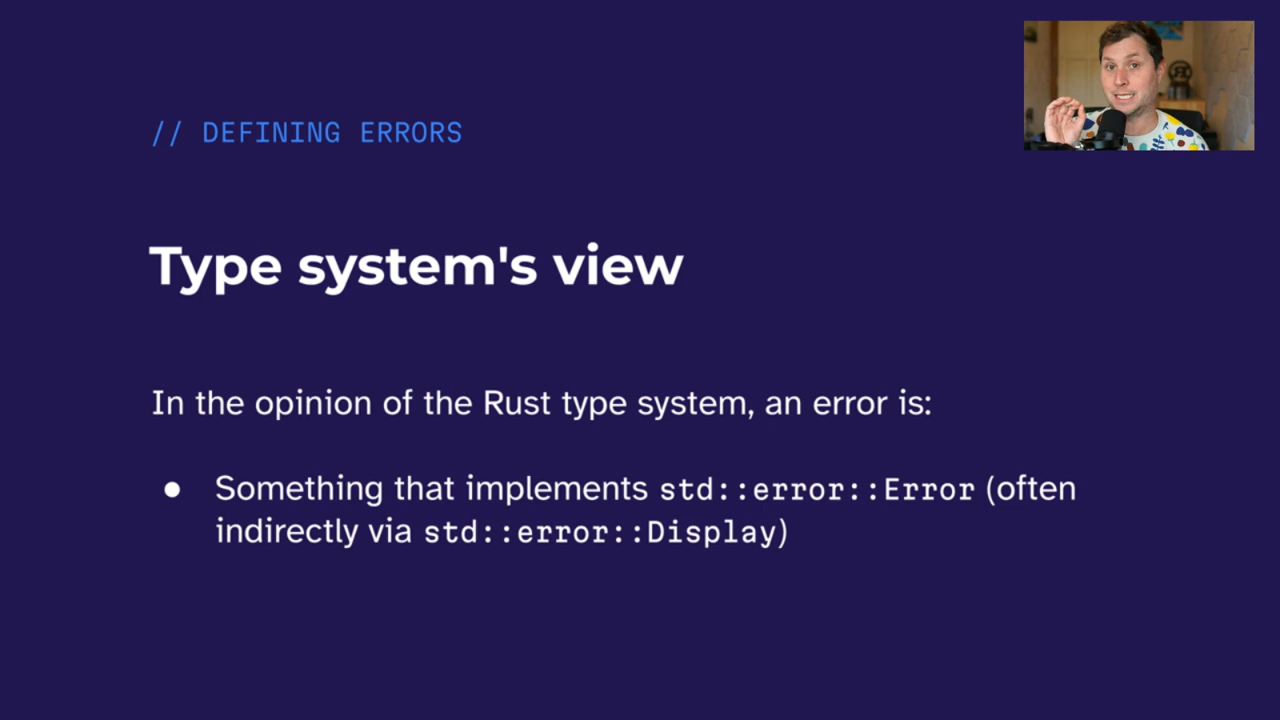 // DEFINING ERRORS
Type system's view
In the opinion of the Rust type system, an error is:
● Something that implements std::error::Error (often
indirectly via std::error::Display)